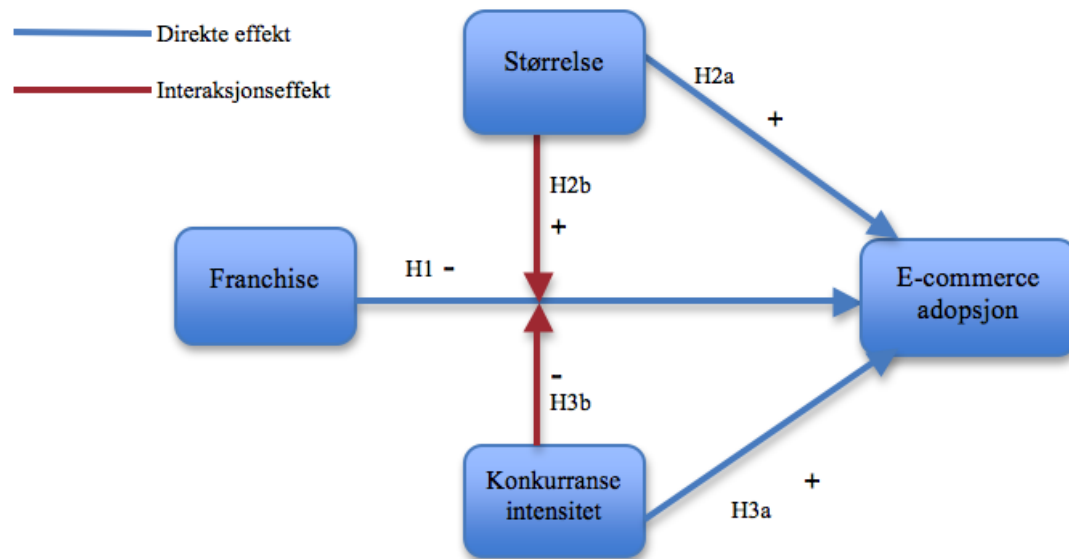 Direkte effekt
Interaksjonseffekt
Størrelse
H2a
+
H2b
+
Franchise
H1 -
E-commerce
adopsjon
-
H3b
Konkurranse
intensitet
+
H3a